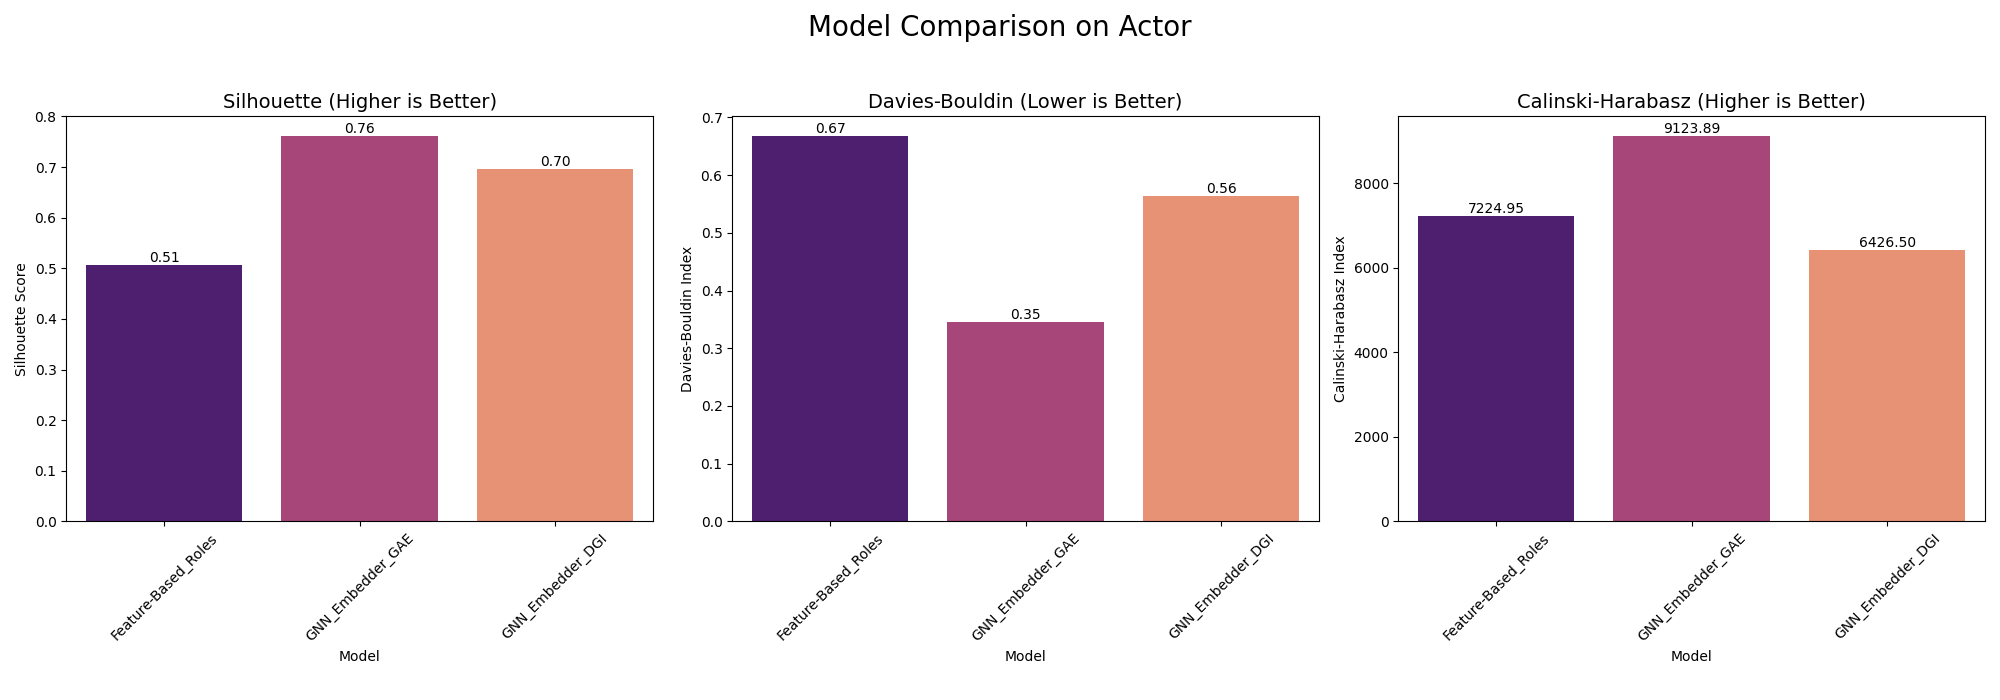 Model Comparison on Actor
Silhouette (Higher is Better)
0.8
0.7
0.6
0.5
0.4
0.3
0.2
0.1
0.0
Silhouette Score
0.51
0.76
0.70
Feature-Based_Roles
GNN_Embedder_GAE
GNN_Embedder_DGI
Model
Davies-Bouldin (Lower is Better)
0.7
0.6
0.5
0.4
0.3
0.2
0.1
0.0
Davies-Bouldin Index
0.67
0.35
0.56
Feature-Based_Roles
GNN_Embedder_GAE
GNN_Embedder_DGI
Model
Calinski-Harabasz (Higher is Better)
8000
6000
4000
2000
0
Calinski-Harabasz Index
7224.95
9123.89
6426.50
Feature-Based_Roles
GNN_Embedder_GAE
GNN_Embedder_DGI
Model